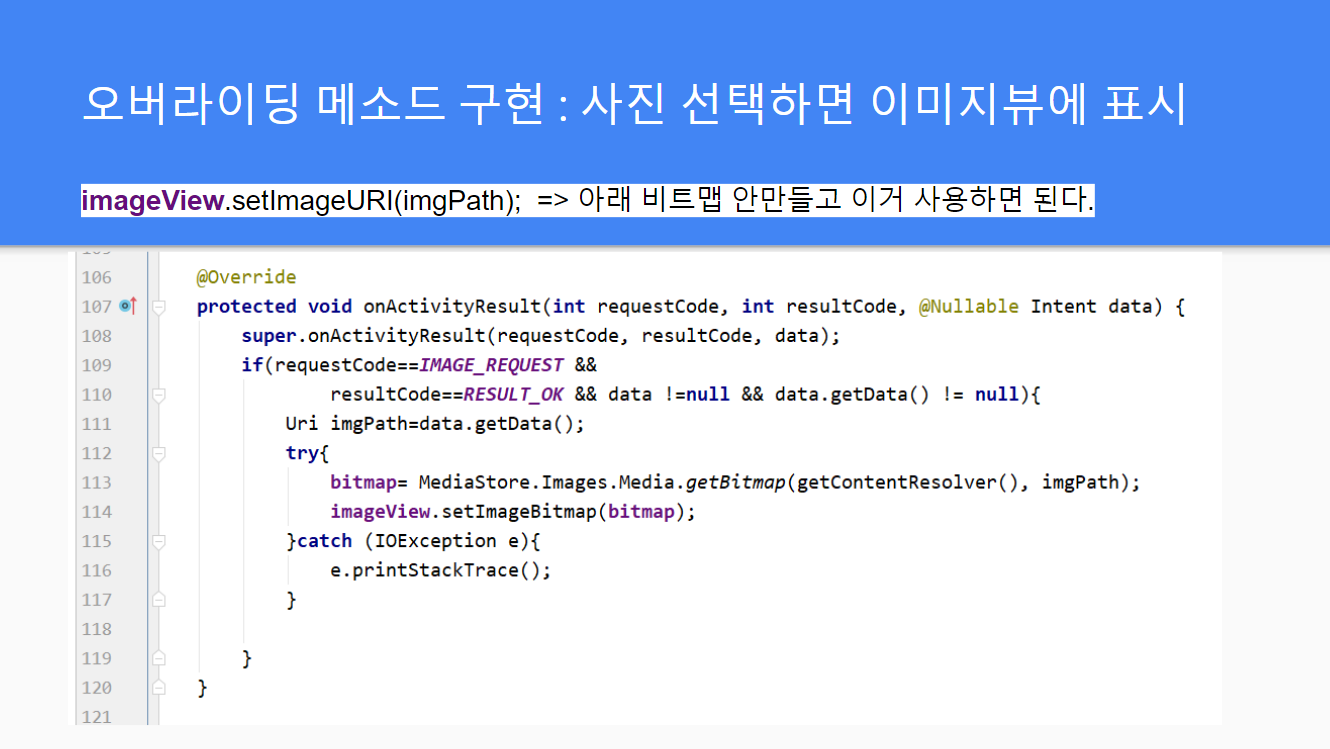 오버라이딩 메소드 구현 : 사진 선택하면 이미지뷰에 표시
imageView.setImageURI(imgPath);  => 아래 비트맵 안만들고 이거 사용하면 된다.
105
106 @Override
107 protected void onActivityResult(int requestCode, int resultCode, @Nullable Intent data) {
108 super.onActivityResult(requestCode, resultCode, data);
109 if(requestCode==IMAGE_REQUEST &&
110 resultCode==RESULT_OK && data !=null && data.getData() != null){
111 Uri imgPath=data.getData();
112 try{
113 bitmap= MediaStore.Images.Media.getBitmap(getContentResolver(), imgPath);
114 imageView.setImageBitmap(bitmap);
115 }catch (IOException e){
116 e.printStackTrace();
117 }
118
119 }
120 }
121